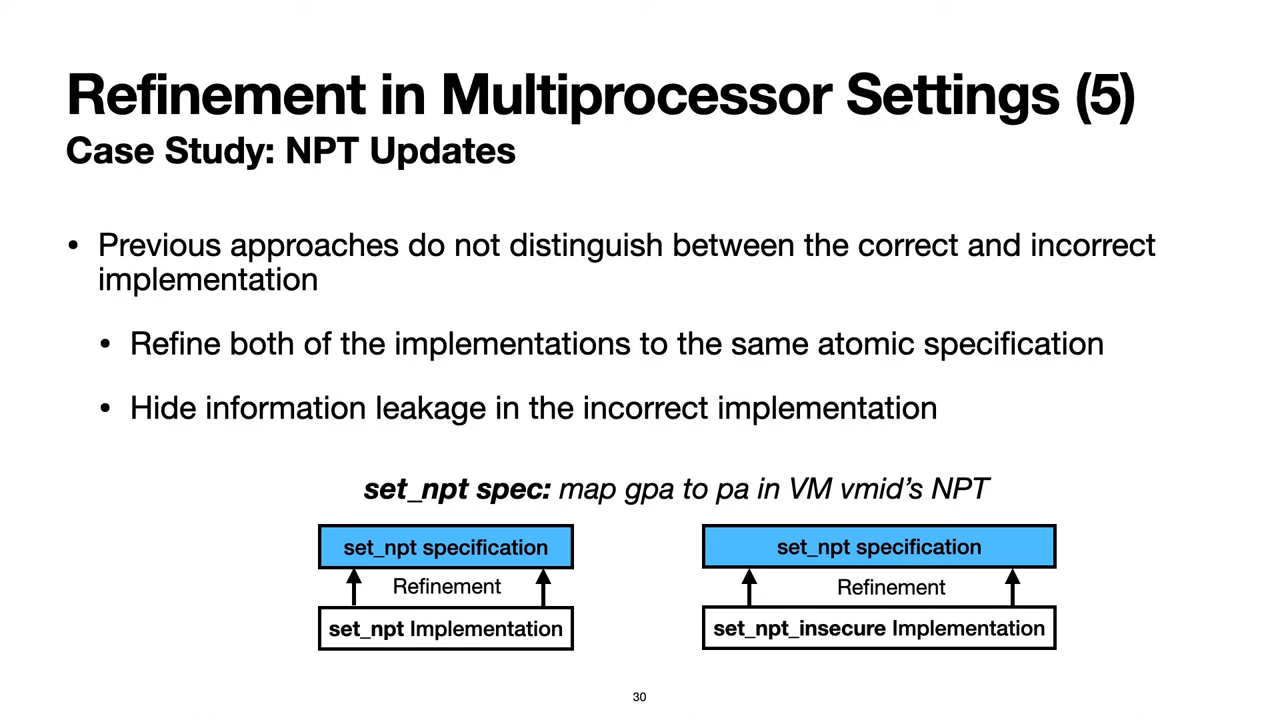 Refinement in Multiprocessor Settings (5)
Case Study: NPT Updates
• Previous approaches do not distinguish between the correct and incorrect
implementation
• Refine both of the implementations to the same atomic specification
• Hide information leakage in the incorrect implementation
set_npt spec: map gpa to pa in VM vmid's NPT
set_npt specification
Refinement
set_npt Implementation
set_npt specification
Refinement
set_npt_insecure Implementation
30